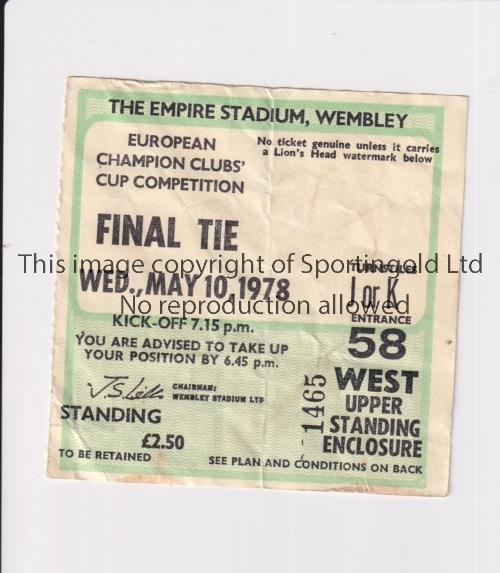 THE EMPIRE STADIUM, WEMBLEY
EUROPEAN
CHAMPION CLUBS'
CUP COMPETITION
No ticket genuine unless it carries
a Lion's Head watermark below
FINAL TIE
This image copyright of Sportingold Ltd
WED., MAY 10, 1978
No reproduction allowed
TURNSTILES
J or K
ENTRANCE
58
KICK-OFF 7.15 p.m.
YOU ARE ADVISED TO TAKE UP
YOUR POSITION BY 6.45 p.m.
CHAIRMAN:
WEMBLEY STADIUM LTD
STANDING
£2.50
TO BE RETAINED
1465
WEST
UPPER
STANDING
ENCLOSURE
SEE PLAN AND CONDITIONS ON BACK